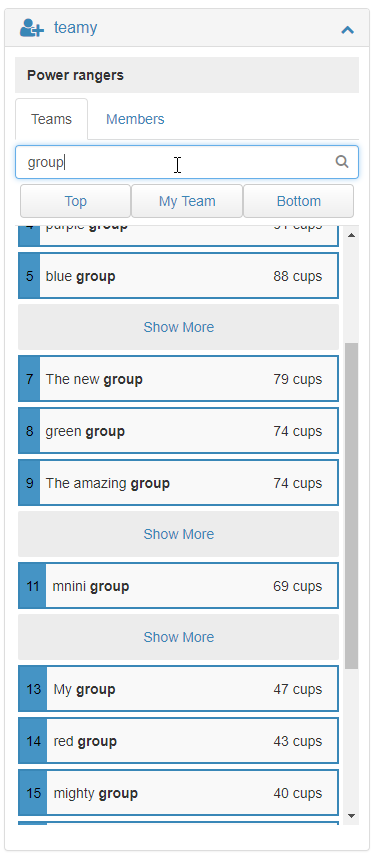 teamy
Power rangers
Teams Members
group
Top My Team Bottom
purple group
5 blue group 88 cups
Show More
7 The new group 79 cups
8 green group 74 cups
9 The amazing group 74 cups
Show More
11 mnini group 69 cups
Show More
13 My group 47 cups
14 red group 43 cups
15 mighty group 40 cups